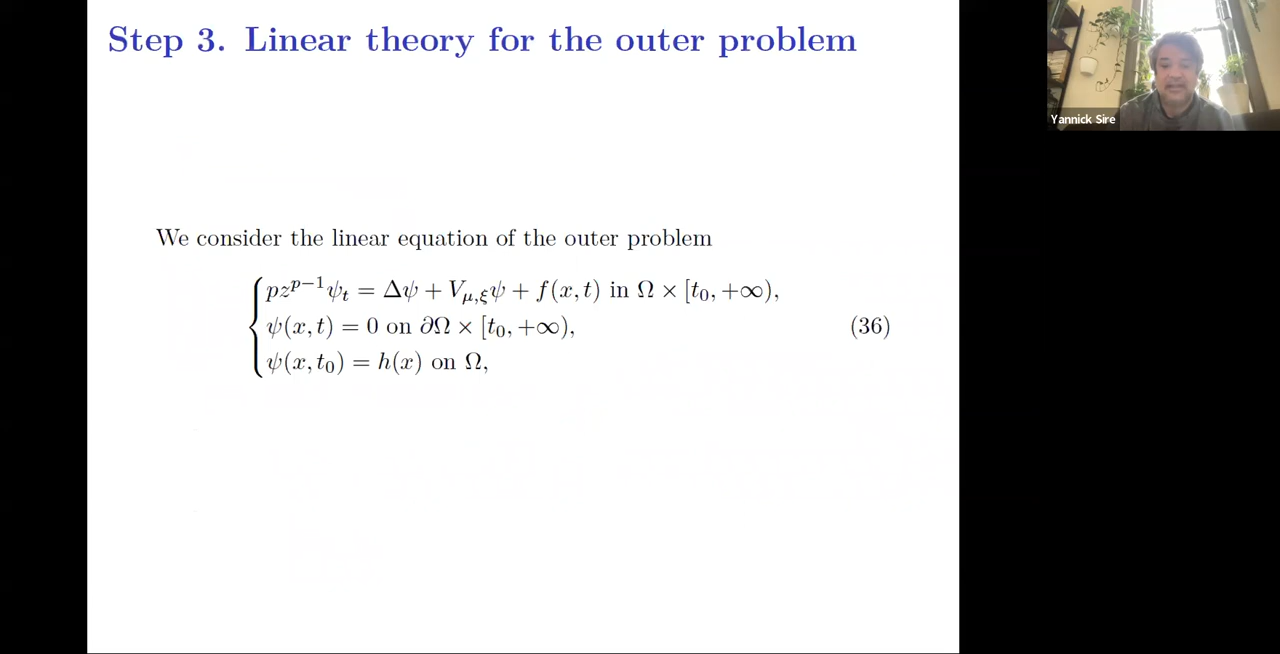 Step 3. Linear theory for the outer problem
Yannick Sire
We consider the linear equation of the outer problem
pz^{p−1}ψ_t = Δψ + V_{μ,ξ}ψ + f(x, t) in Ω × [t_0, +∞),
ψ(x, t) = 0 on ∂Ω × [t_0, +∞),
(36)
ψ(x, t_0) = h(x) on Ω,